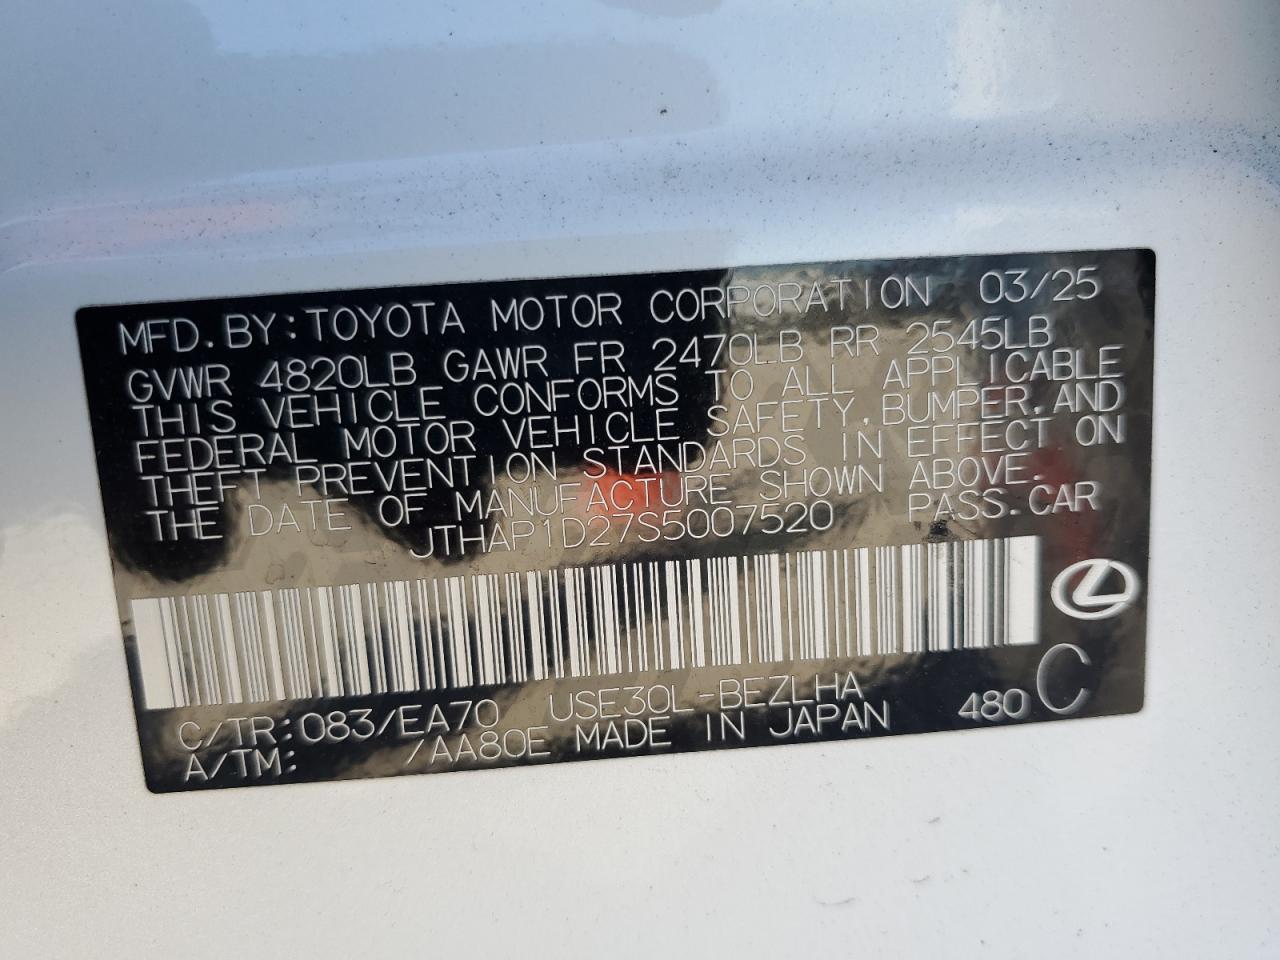 MFD.BY:TOYOTA MOTOR CORPORATION 03/25
GVWR 4820LB GAWR FR 2470LB RR 2545LB
THIS VEHICLE CONFORMS TO ALL APPLICABLE
FEDERAL MOTOR VEHICLE SAFETY,BUMPER,AND
THEFT PREVENTION STANDARDS IN EFFECT ON
THE DATE OF MANUFACTURE SHOWN ABOVE.
JTHAP1D27S5007520 PASS.CAR
C/TR:083/EA70 USE30L-BEZLHA
A/TM: /AA80E MADE IN JAPAN 480 C